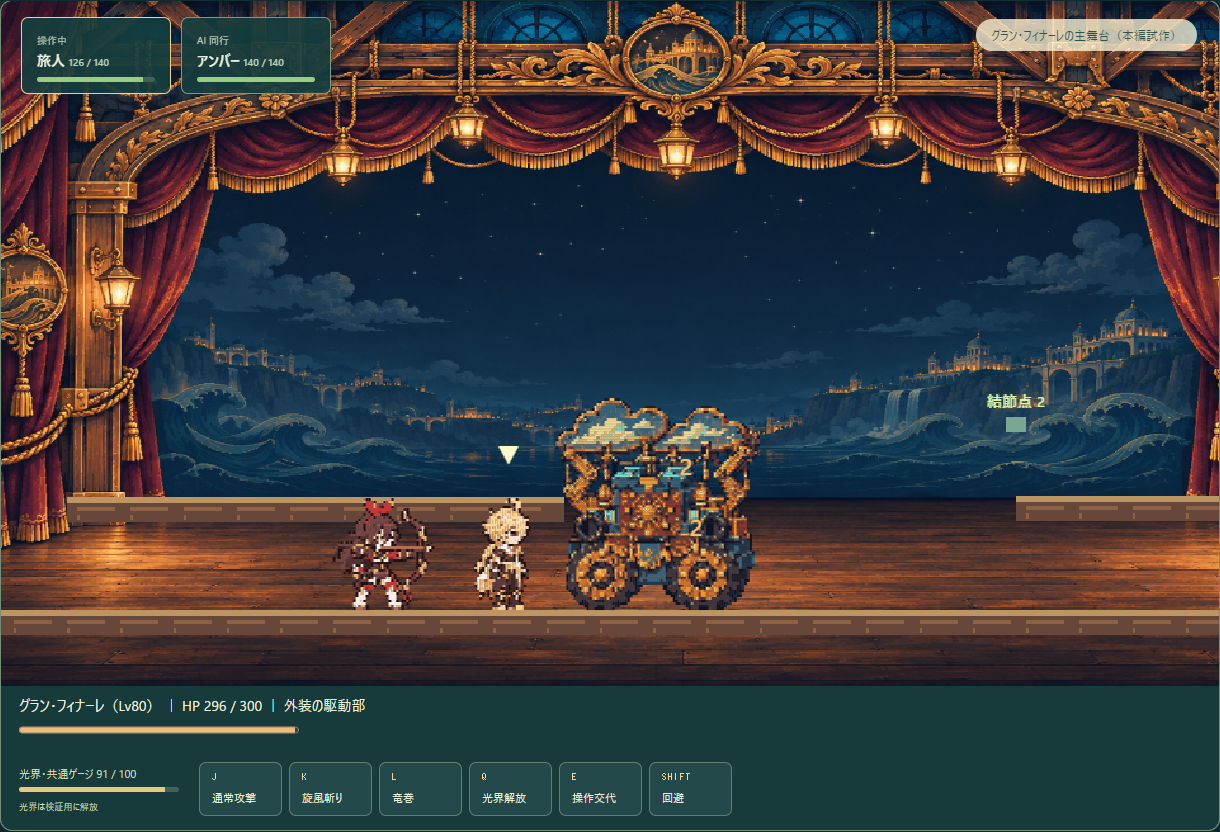 操作中
旅人 126 / 140
AI 同行
アンバー 140 / 140
グラン・フィナーレの主舞台（本編試作）
結節点 2
2
2
グラン・フィナーレ（Lv80） | HP 296 / 300 | 外装の駆動部
光界・共通ゲージ 91 / 100
光界は検証用に解放
J
通常攻撃
K
旋風斬り
L
竜巻
Q
光界解放
E
操作交代
SHIFT
回避